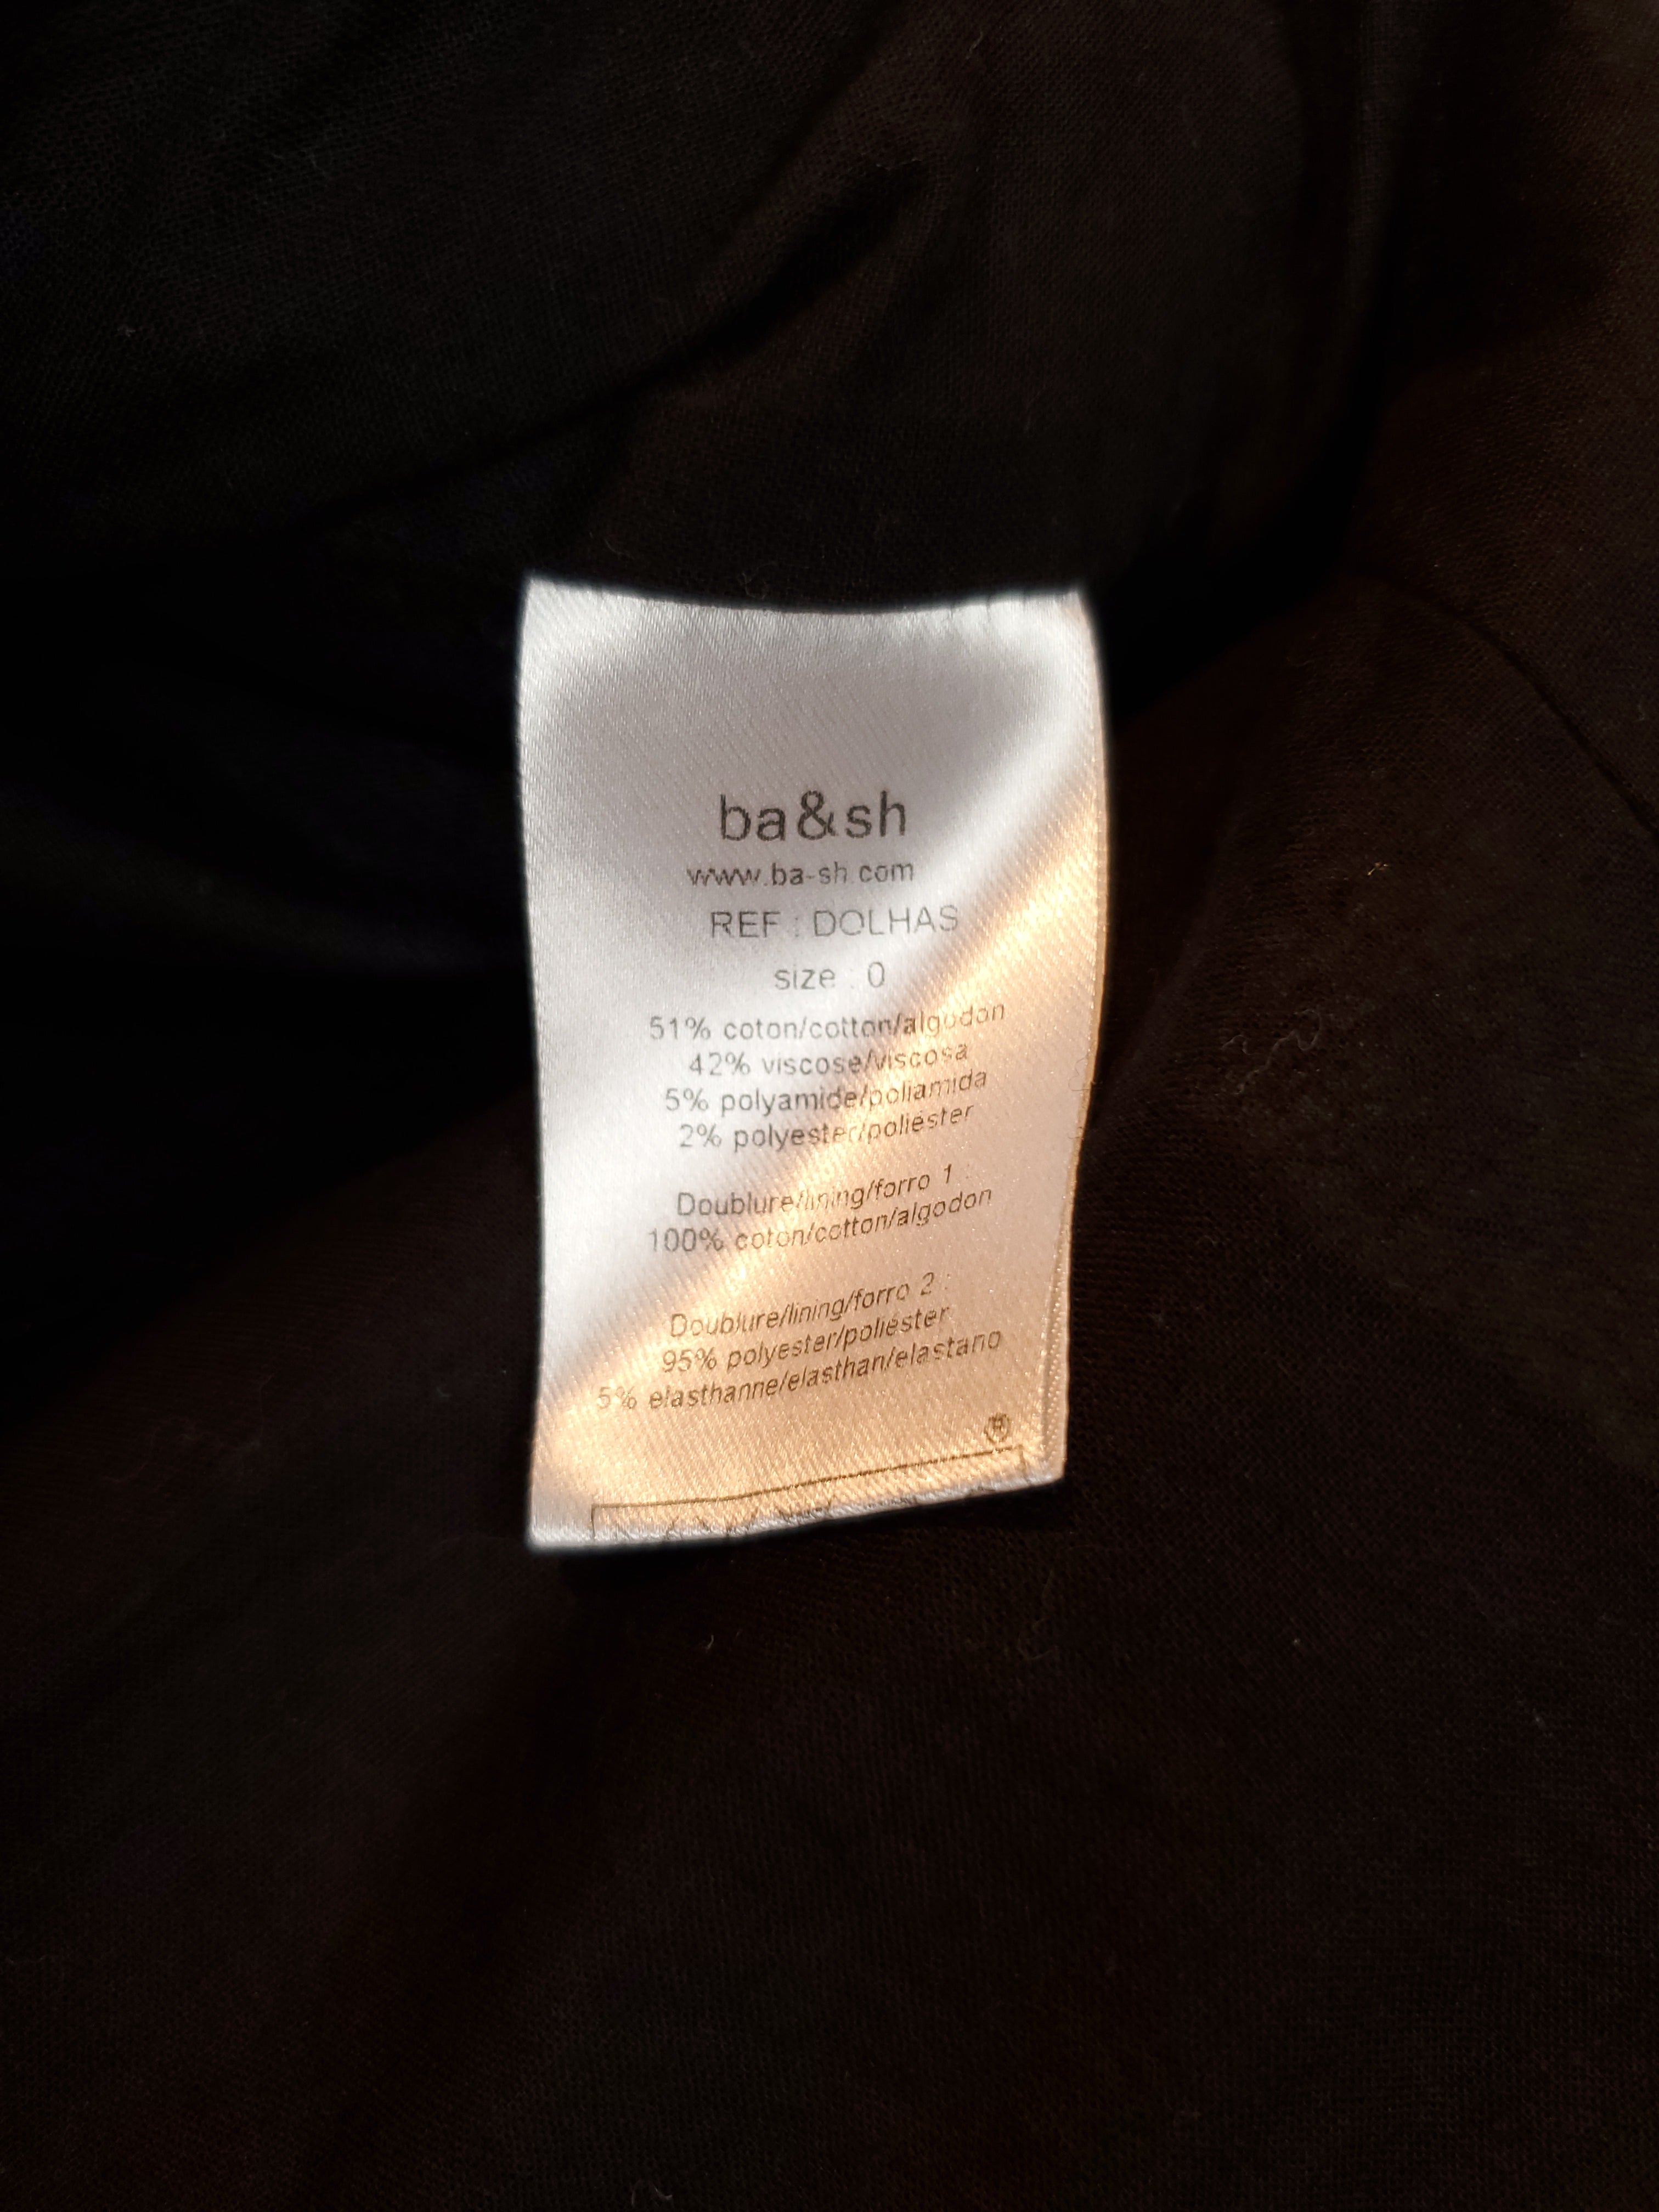 ba&sh
www.ba-sh.com
REF : DOLHAS
size : 0
51% coton/cotton/algodon
42% viscose/viscosa
5% polyamide/poliamida
2% polyester/poliéster
Doublure/lining/forro 1 :
100% coton/cotton/algodon
Doublure/lining/forro 2 :
95% polyester/poliéster
5% elasthanne/elasthan/elastano
®